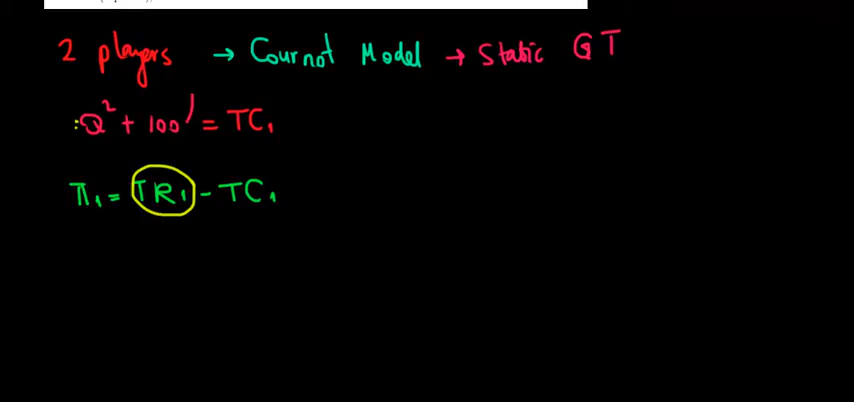 2 players → Cournot Model → Static GT
Q² + 100 = TC₁
π₁ = TR₁ - TC₁